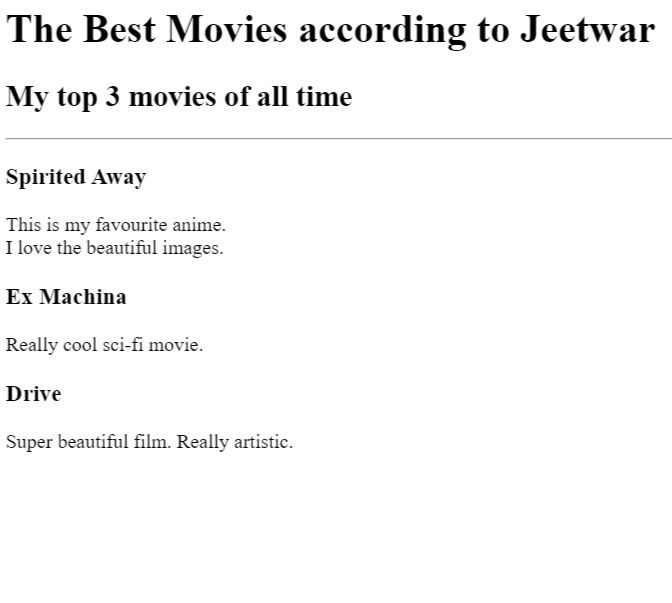 The Best Movies according to Jeetwar
My top 3 movies of all time
Spirited Away
This is my favourite anime.
I love the beautiful images.
Ex Machina
Really cool sci-fi movie.
Drive
Super beautiful film. Really artistic.